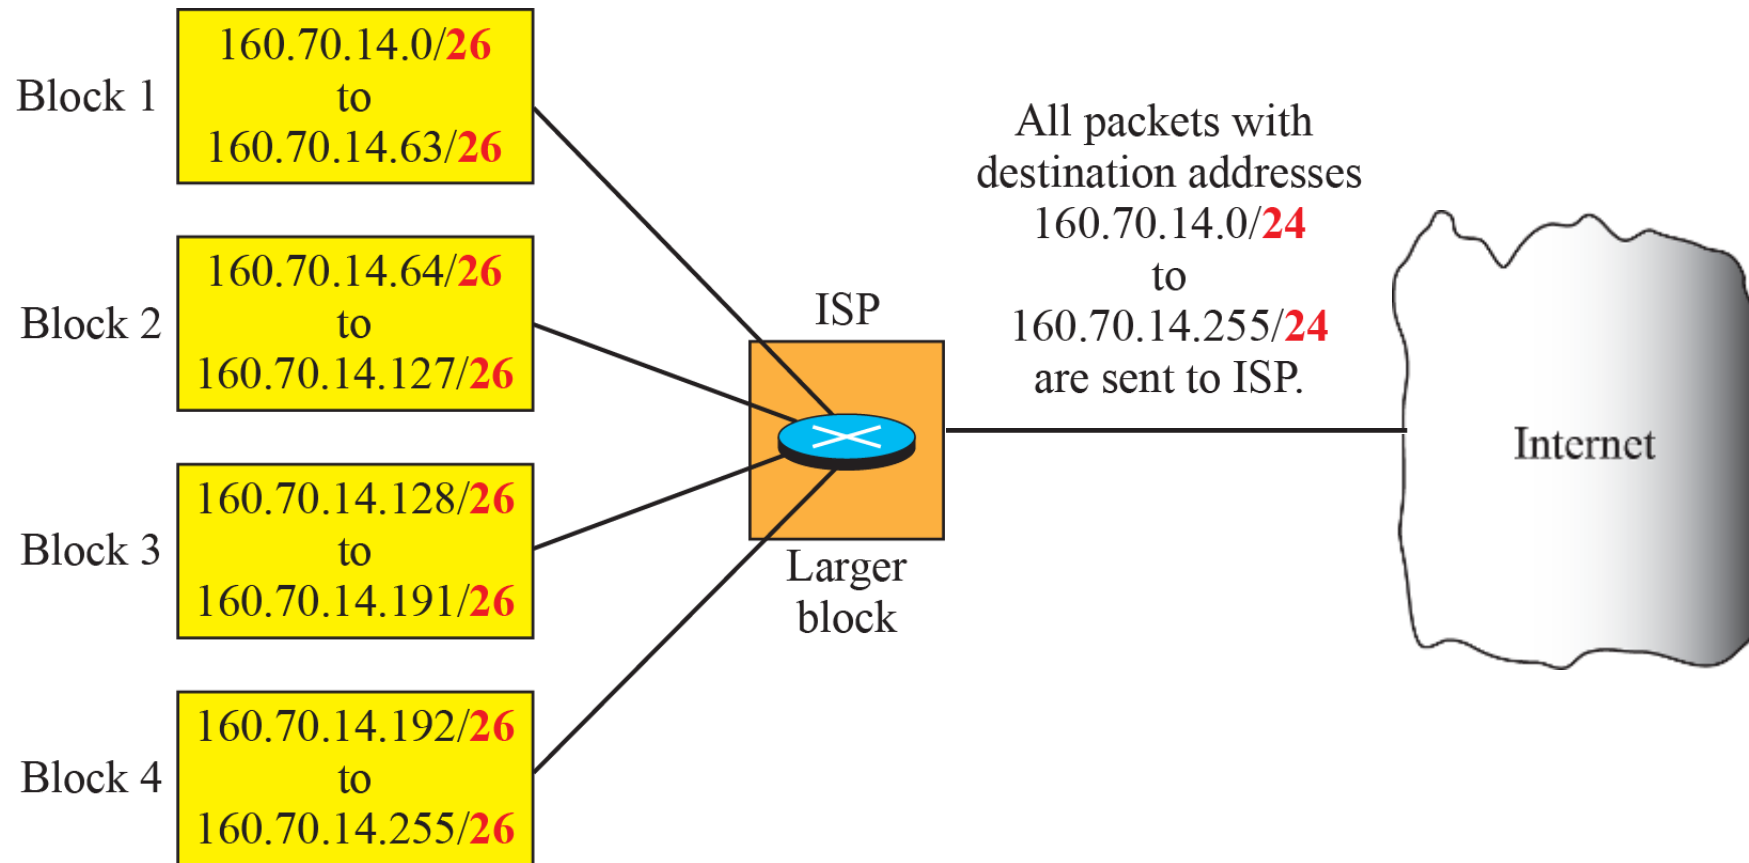 Block 1
160.70.14.0/26
to
160.70.14.63/26
Block 2
160.70.14.64/26
to
160.70.14.127/26
Block 3
160.70.14.128/26
to
160.70.14.191/26
Block 4
160.70.14.192/26
to
160.70.14.255/26
ISP
Larger
block
All packets with
destination addresses
160.70.14.0/24
to
160.70.14.255/24
are sent to ISP.
Internet